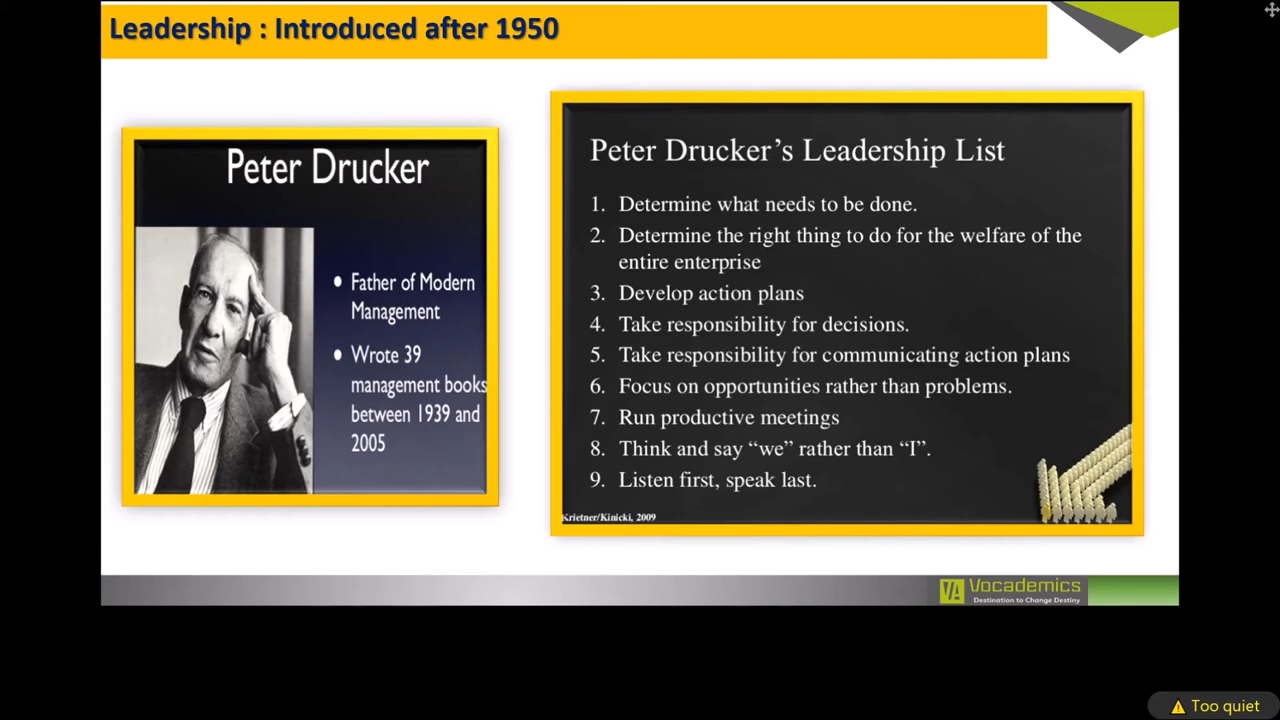 Leadership : Introduced after 1950
Peter Drucker
• Father of Modern
Management
• Wrote 39
management books
between 1939 and
2005
Peter Drucker’s Leadership List
1. Determine what needs to be done.
2. Determine the right thing to do for the welfare of the
entire enterprise
3. Develop action plans
4. Take responsibility for decisions.
5. Take responsibility for communicating action plans
6. Focus on opportunities rather than problems.
7. Run productive meetings
8. Think and say “we” rather than “I”.
9. Listen first, speak last.
Krietner/Kinicki, 2009
VA Vocademics
Destination to Change Destiny
Too quiet